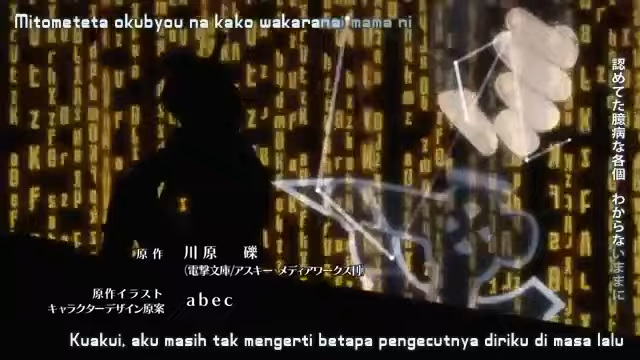 Mitometeta okubyou na kako wakaranai mama ni
認めてた臆病な各個 わからないままに
原作 川原 礫
(電撃文庫/アスキー・メディアワークス刊)
原作イラスト
キャラクターデザイン原案 abec
Kuakui, aku masih tak mengerti betapa pengecutnya diriku di masa lalu